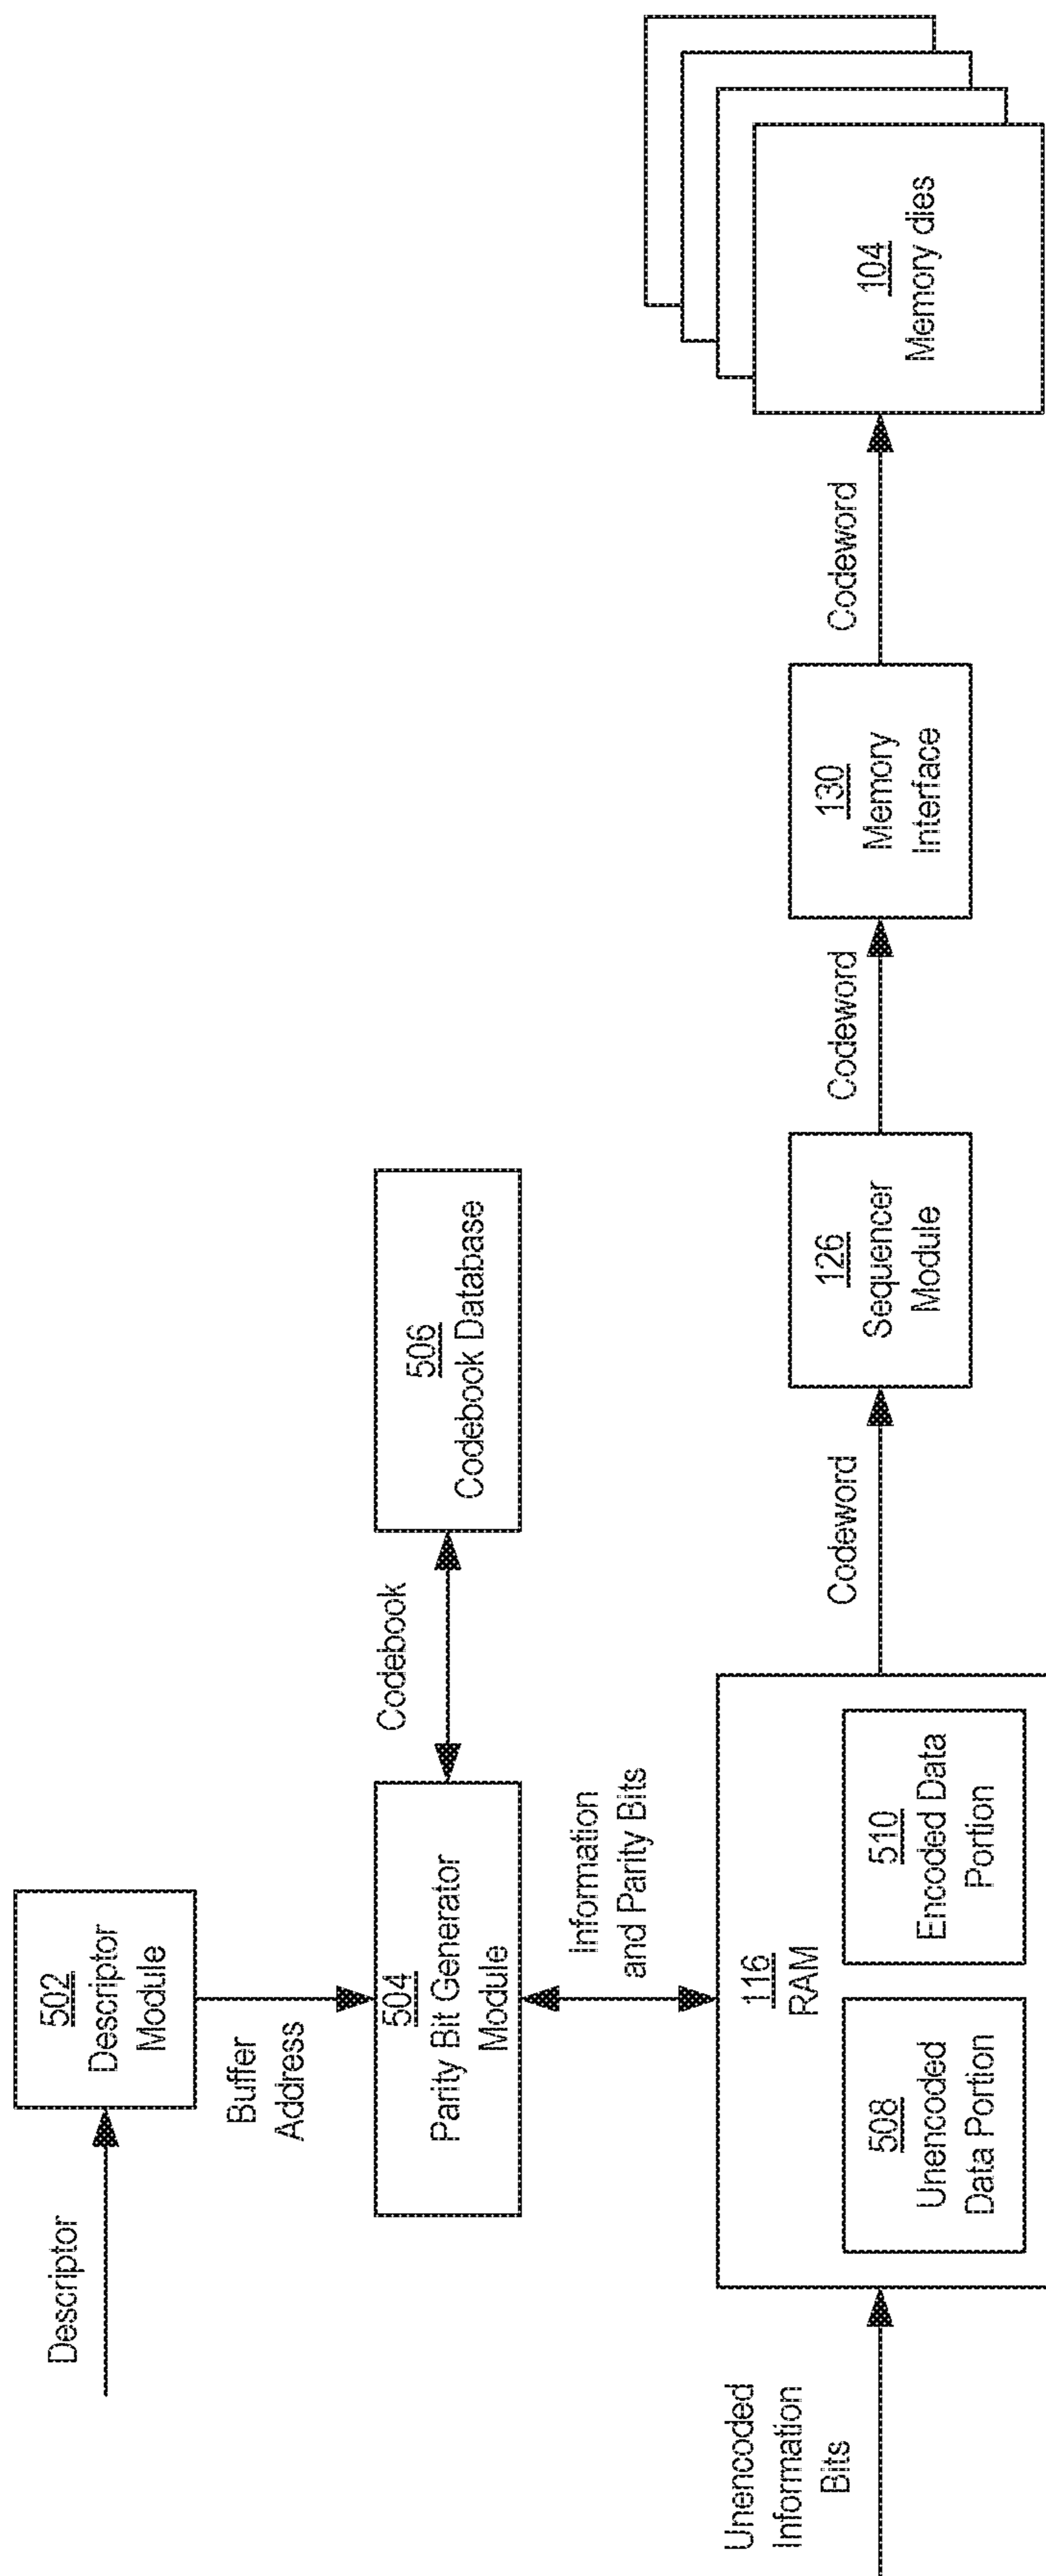 Descriptor
502
Descriptor
Module
Buffer
Address
504
Parity Bit Generator
Module
Codebook
506
Codebook Database
Information
and Parity Bits
Unencoded
Information
Bits
116
RAM
508
Unencoded
Data Portion
510
Encoded Data
Portion
Codeword
126
Sequencer
Module
Codeword
130
Memory
Interface
Codeword
104
Memory dies